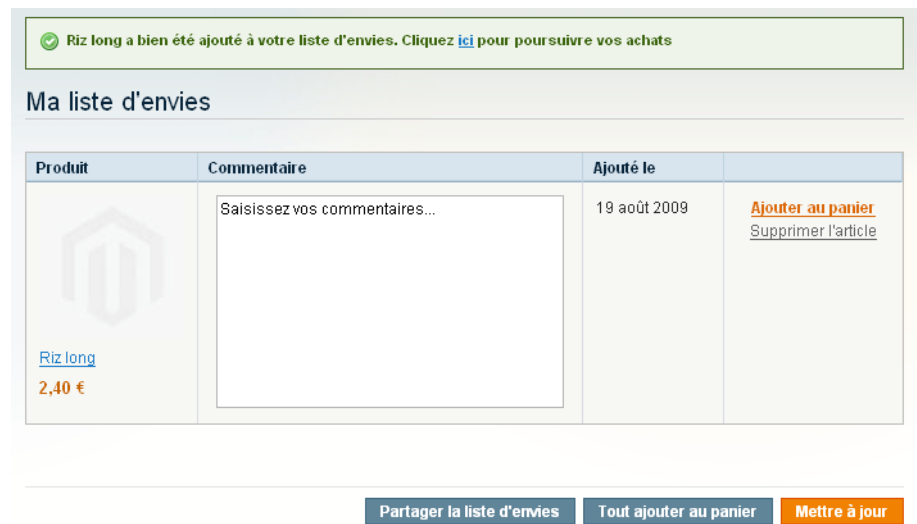 Riz long a bien été ajouté à votre liste d'envies. Cliquez ici pour poursuivre vos achats
Ma liste d'envies
Produit Commentaire Ajouté le
Saisissez vos commentaires... 19 août 2009 Ajouter au panier
Supprimer l'article
Riz long
2,40 €
Partager la liste d'envies Tout ajouter au panier Mettre à jour